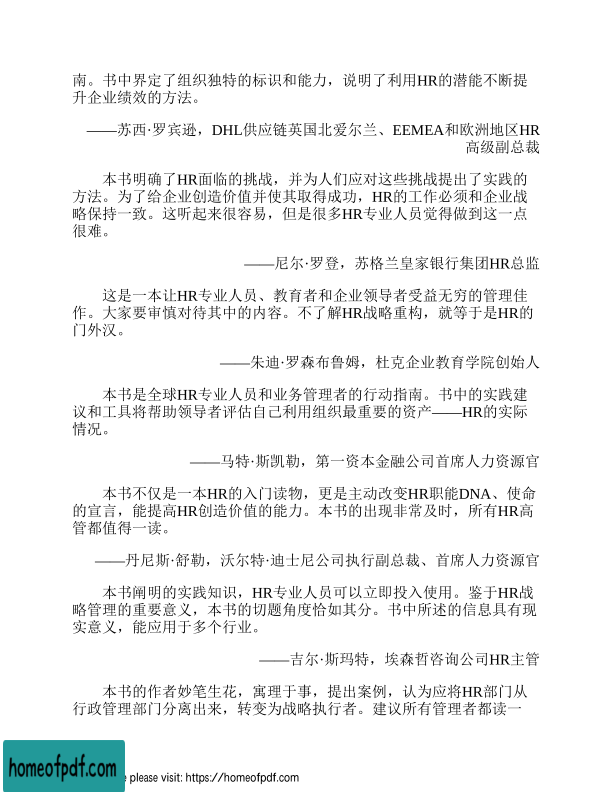 南。书中界定了组织独特的标识和能力，说明了利用HR的潜能不断提
升企业绩效的方法。
——苏西·罗宾逊，DHL供应链英国北爱尔兰、EEMEA和欧洲地区HR
高级副总裁
本书明确了HR面临的挑战，并为人们应对这些挑战提出了实践的
方法。为了给企业创造价值并使其取得成功，HR的工作必须和企业战
略保持一致。这听起来很容易，但是很多HR专业人员觉得做到这一点
很难。
——尼尔·罗登，苏格兰皇家银行集团HR总监
这是一本让HR专业人员、教育者和企业领导者受益无穷的管理佳
作。大家要审慎对待其中的内容。不了解HR战略重构，就等于是HR的
门外汉。
——朱迪·罗森布鲁姆，杜克企业教育学院创始人
本书是全球HR专业人员和业务管理者的行动指南。书中的实践建
议和工具将帮助领导者评估自己利用组织最重要的资产——HR的实际
情况。
——马特·斯凯勒，第一资本金融公司首席人力资源官
本书不仅是一本HR的入门读物，更是主动改变HR职能DNA、使命
的宣言，能提高HR创造价值的能力。本书的出现非常及时，所有HR高
管都值得一读。
——丹尼斯·舒勒，沃尔特·迪士尼公司执行副总裁、首席人力资源官
本书阐明的实践知识，HR专业人员可以立即投入使用。鉴于HR战
略管理的重要意义，本书的切题角度恰如其分。书中所述的信息具有现
实意义，能应用于多个行业。
——吉尔·斯玛特，埃森哲咨询公司HR主管
本书的作者妙笔生花，寓理于事，提出案例，认为应将HR部门从
行政管理部门分离出来，转变为战略执行者。建议所有管理者都读一
homeofpdf.com
please visit: https://homeofpdf.com